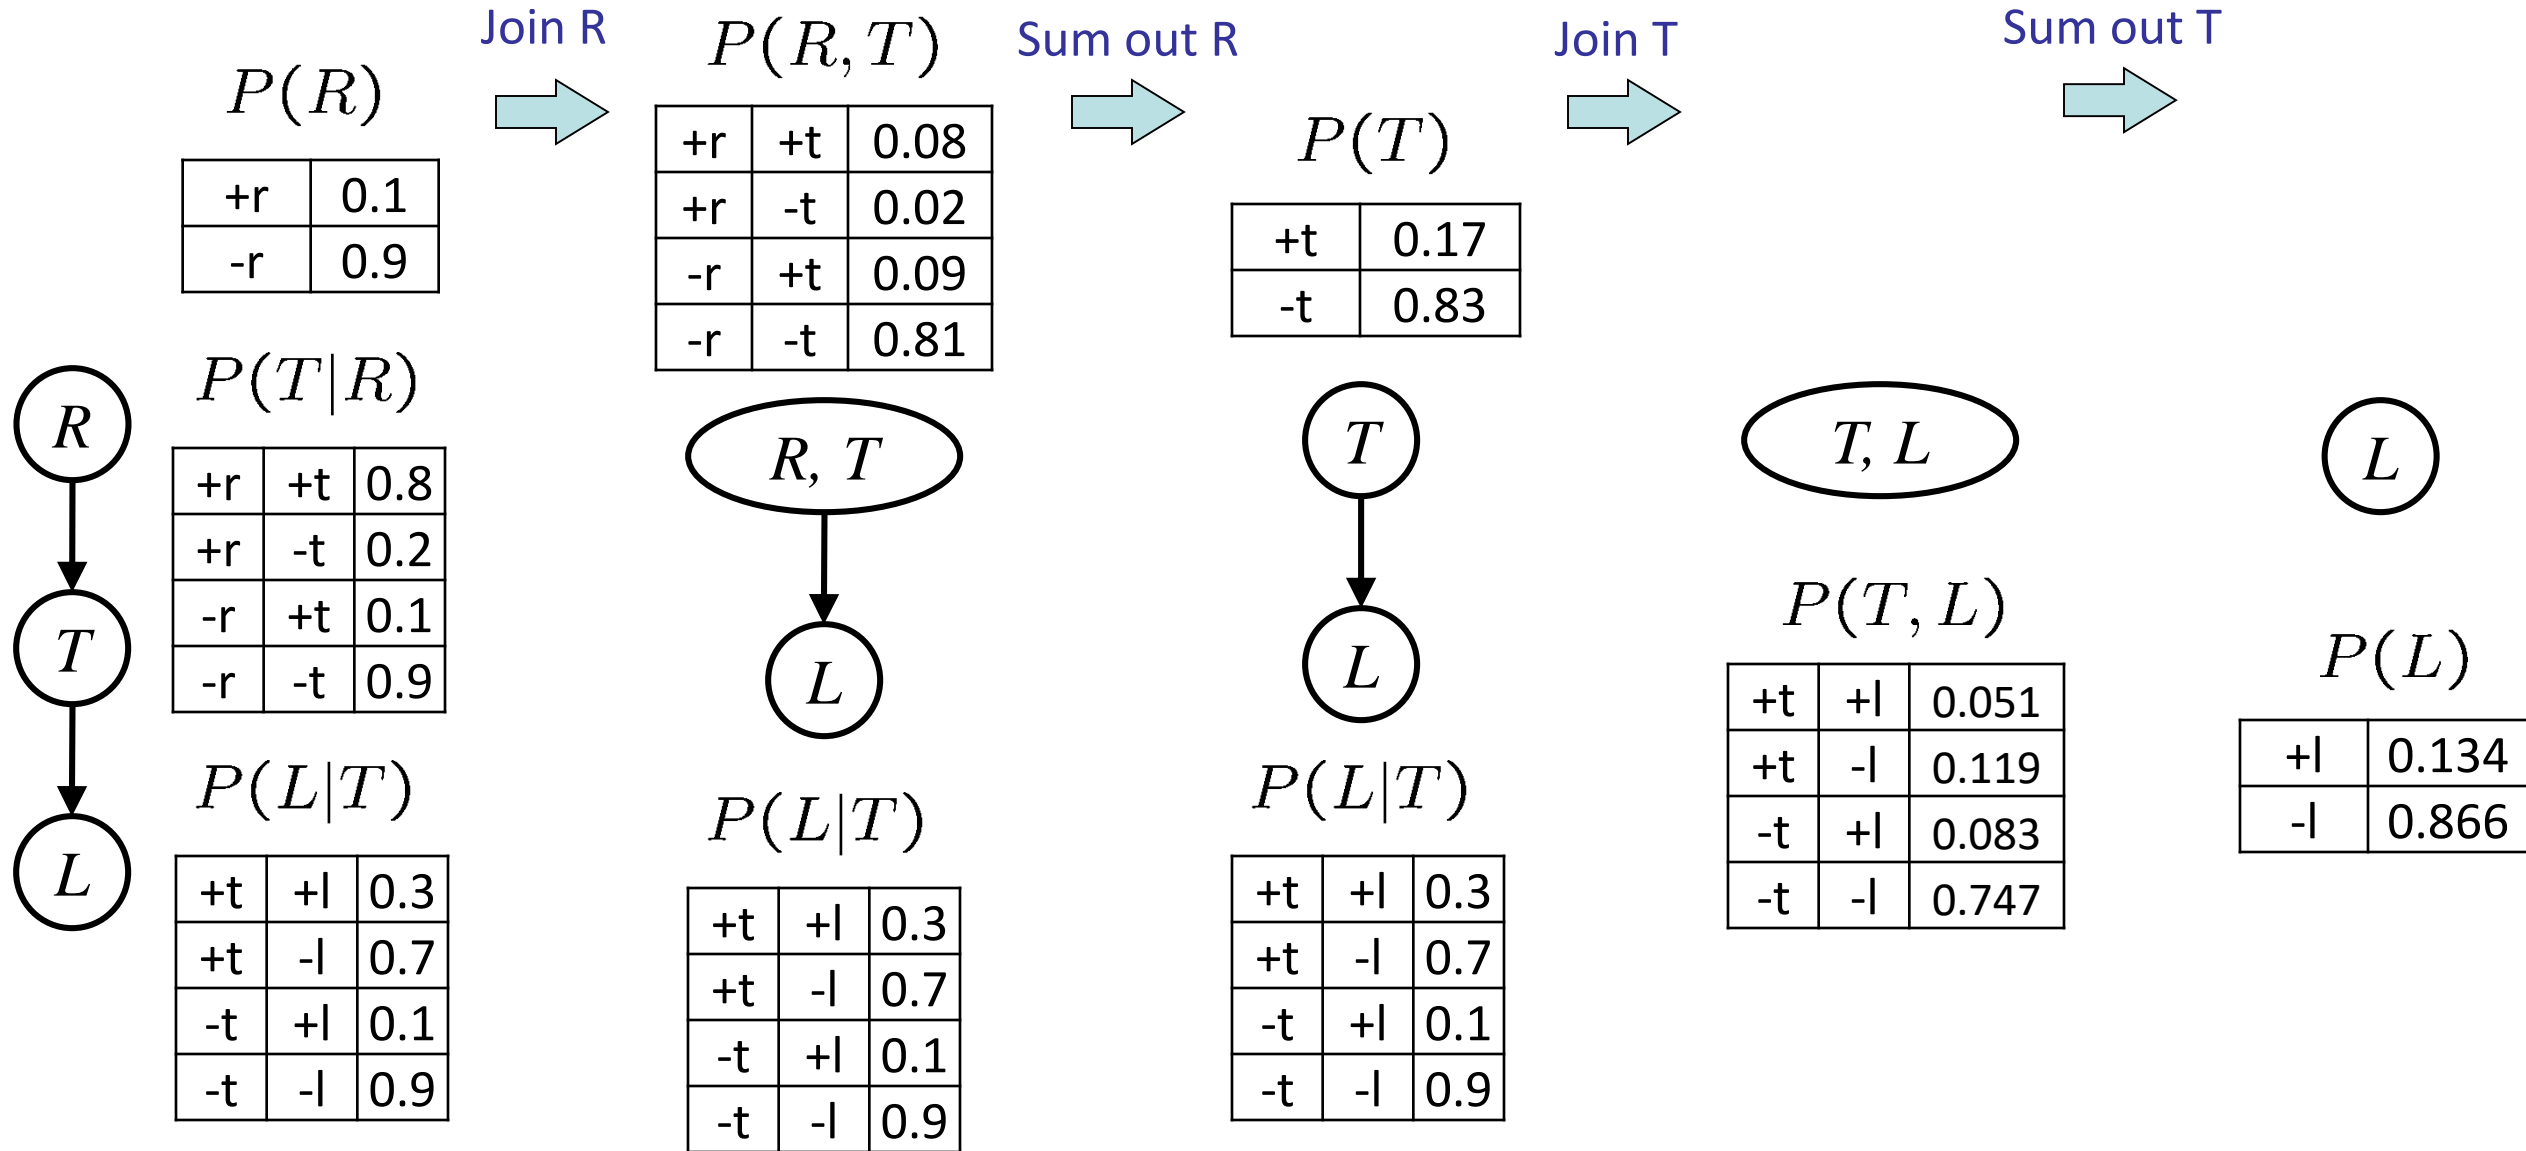 Join R
Sum out R
Join T
Sum out T
P(R)
+r 0.1
-r 0.9
P(T|R)
+r +t 0.8
+r -t 0.2
-r +t 0.1
-r -t 0.9
P(L|T)
+t +l 0.3
+t -l 0.7
-t +l 0.1
-t -l 0.9
R
T
L
P(R, T)
+r +t 0.08
+r -t 0.02
-r +t 0.09
-r -t 0.81
R, T
L
P(L|T)
+t +l 0.3
+t -l 0.7
-t +l 0.1
-t -l 0.9
P(T)
+t 0.17
-t 0.83
T
L
P(L|T)
+t +l 0.3
+t -l 0.7
-t +l 0.1
-t -l 0.9
T, L
P(T, L)
+t +l 0.051
+t -l 0.119
-t +l 0.083
-t -l 0.747
L
P(L)
+l 0.134
-l 0.866